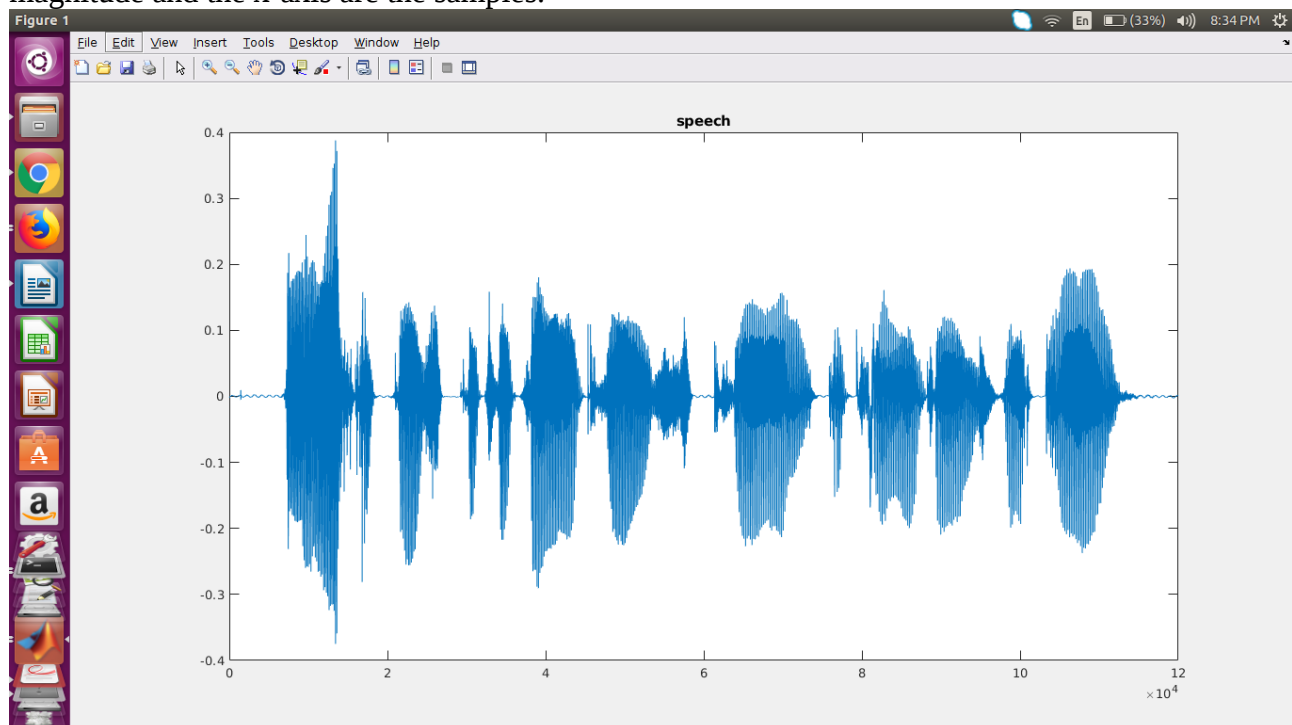 magnitude and the x-axis are the samples.
Figure 1
En (33%) 8:34 PM
File Edit View Insert Tools Desktop Window Help
speech
0.4
0.3
0.2
0.1
0
-0.1
-0.2
-0.3
-0.4
0 2 4 6 8 10 12
×10^4